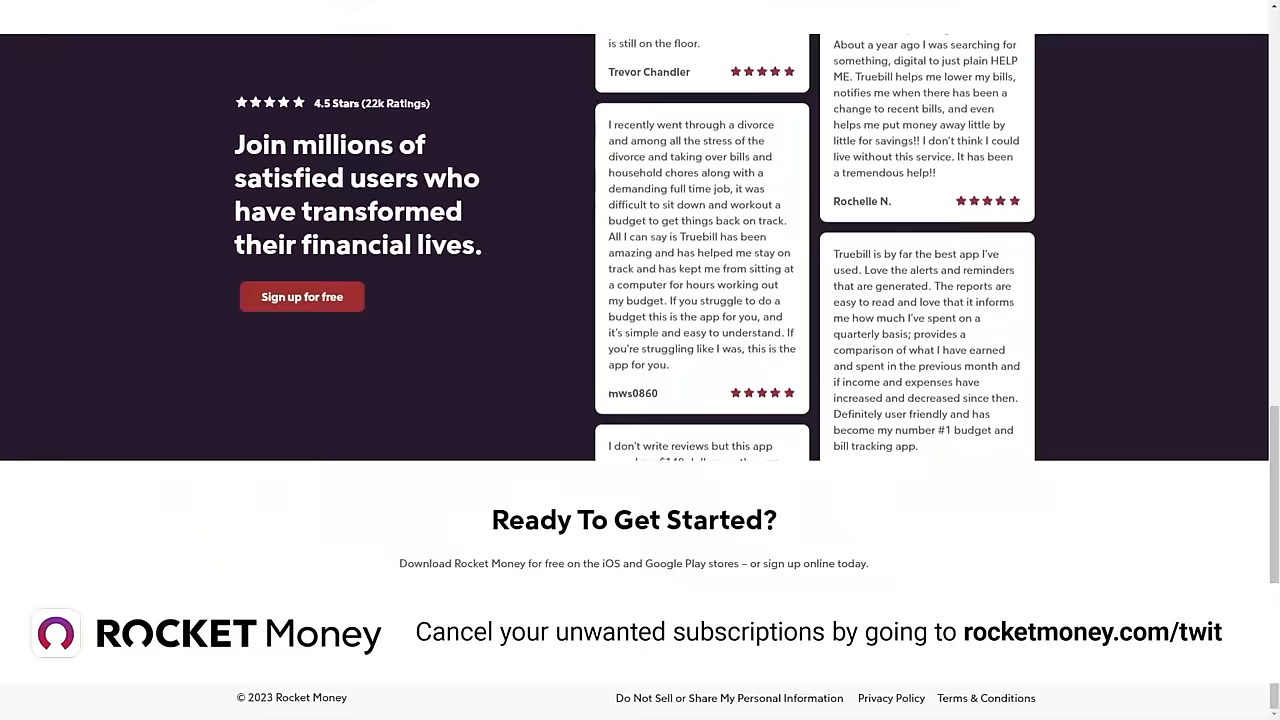 4.5 Stars (22k Ratings)
Join millions of
satisfied users who
have transformed
their financial lives.
Sign up for free
is still on the floor.
Trevor Chandler
I recently went through a divorce
and among all the stress of the
divorce and taking over bills and
household chores along with a
demanding full time job, it was
difficult to sit down and workout a
budget to get things back on track.
All I can say is Truebill has been
amazing and has helped me stay on
track and has kept me from sitting at
a computer for hours working out
my budget. If you struggle to do a
budget this is the app for you, and
it's simple and easy to understand. If
you're struggling like I was, this is the
app for you.
mws0860
I don't write reviews but this app
About a year ago I was searching for
something, digital to just plain HELP
ME. Truebill helps me lower my bills,
notifies me when there has been a
change to recent bills, and even
helps me put money away little by
little for savings!! I don't think I could
live without this service. It has been
a tremendous help!!
Rochelle N.
Truebill is by far the best app I've
used. Love the alerts and reminders
that are generated. The reports are
easy to read and love that it informs
me how much I've spent on a
quarterly basis; provides a
comparison of what I have earned
and spent in the previous month and
if income and expenses have
increased and decreased since then.
Definitely user friendly and has
become my number #1 budget and
bill tracking app.
Ready To Get Started?
Download Rocket Money for free on the iOS and Google Play stores – or sign up online today.
ROCKET Money
Cancel your unwanted subscriptions by going to rocketmoney.com/twit
© 2023 Rocket Money
Do Not Sell or Share My Personal Information
Privacy Policy
Terms & Conditions